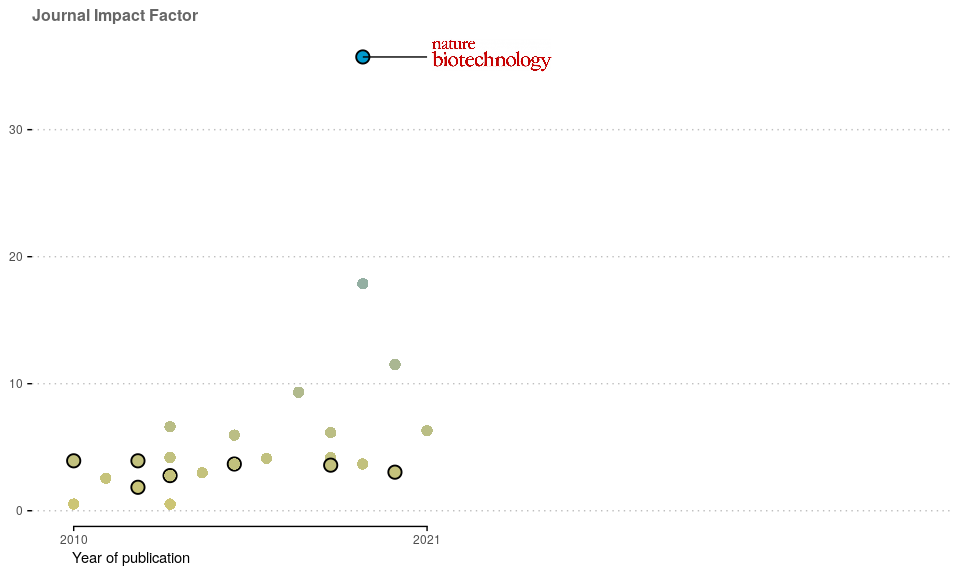 Journal Impact Factor
nature
biotechnology
30
20
10
0
2010
2021
Year of publication